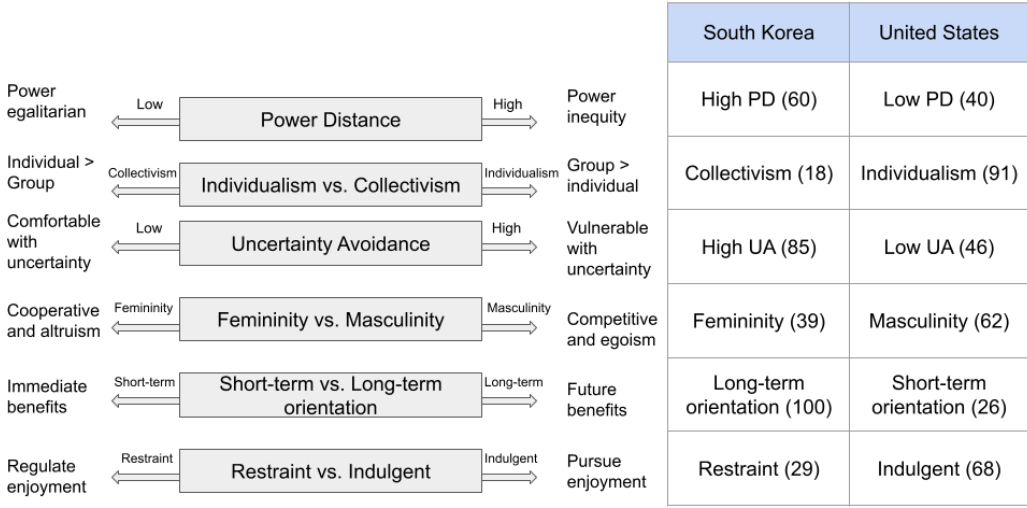 South Korea
United States
Power
egalitarian
Low
Power Distance
High
Power
inequity
High PD (60)
Low PD (40)
Individual >
Group
Collectivism
Individualism vs. Collectivism
Individualism
Group >
individual
Collectivism (18)
Individualism (91)
Comfortable
with
uncertainty
Low
Uncertainty Avoidance
High
Vulnerable
with
uncertainty
High UA (85)
Low UA (46)
Cooperative
and altruism
Femininity
Femininity vs. Masculinity
Masculinity
Competitive
and egoism
Femininity (39)
Masculinity (62)
Immediate
benefits
Short-term
Short-term vs. Long-term
orientation
Long-term
Future
benefits
Long-term
orientation (100)
Short-term
orientation (26)
Regulate
enjoyment
Restraint
Restraint vs. Indulgent
Indulgent
Pursue
enjoyment
Restraint (29)
Indulgent (68)